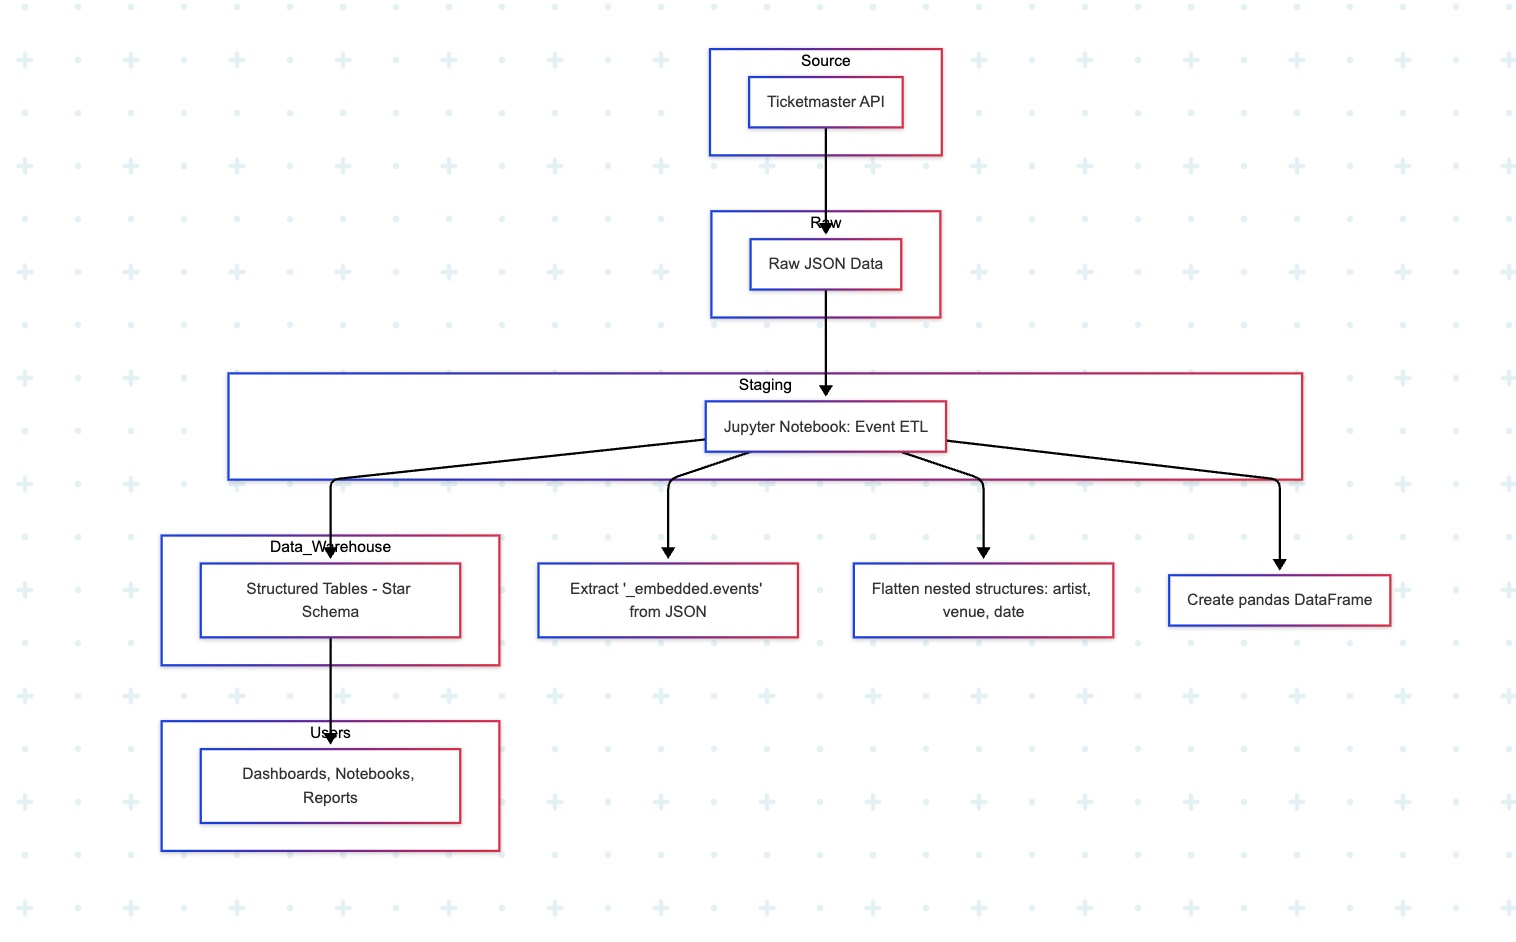 Source
Ticketmaster API
Raw
Raw JSON Data
Staging
Jupyter Notebook: Event ETL
Data_Warehouse
Structured Tables - Star
Schema
Extract '_embedded.events'
from JSON
Flatten nested structures: artist,
venue, date
Create pandas DataFrame
Users
Dashboards, Notebooks,
Reports